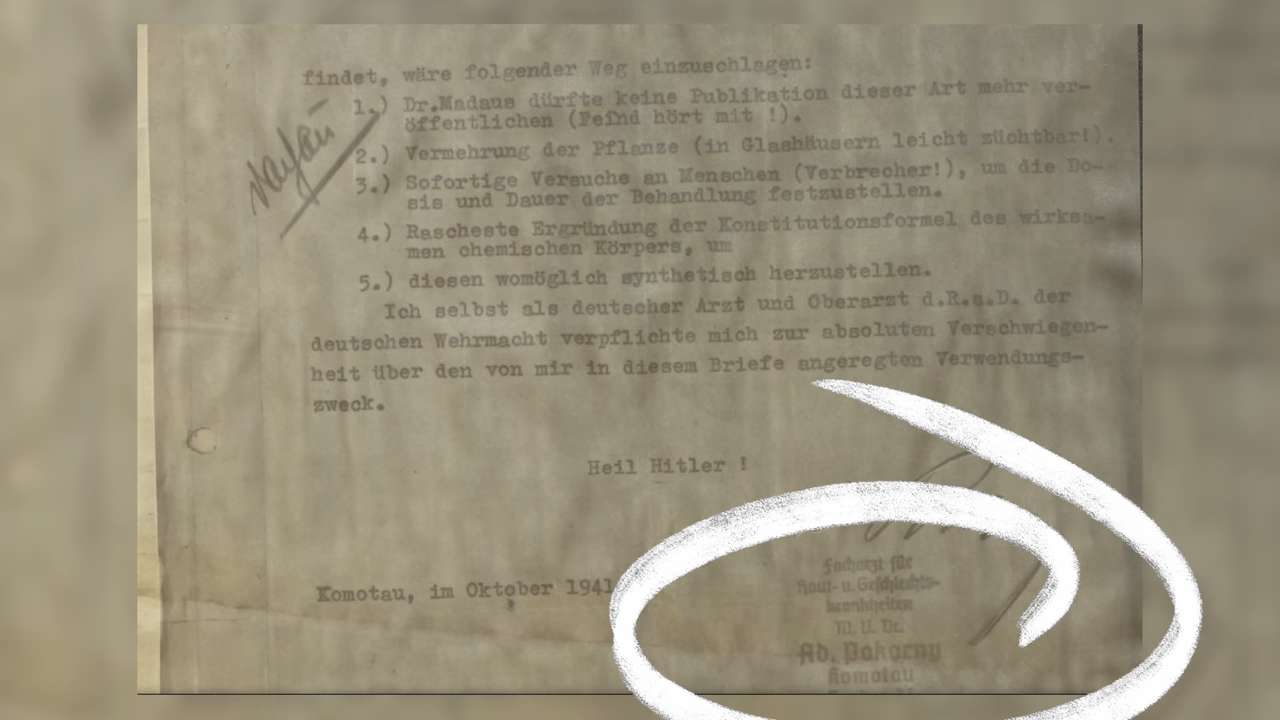 findet, wäre folgender Weg einzuschlagen:
1.) Dr.Madaus dürfte keine Publikation dieser Art mehr ver-
öffentlichen (Feind hört mit !).
2.) Vermehrung der Pflanze (in Glashäusern leicht züchtbar!).
3.) Sofortige Versuche an Menschen (Verbrecher!), um die Do-
sis und Dauer der Behandlung festzustellen.
4.) Rascheste Ergründung der Konstitutionsformel des wirksa-
men chemischen Körpers, um
5.) diesen womöglich synthetisch herzustellen.
Ich selbst als deutscher Arzt und Oberarzt d.R.a.D. der
deutschen Wehrmacht verpflichte mich zur absoluten Verschwiegen-
heit über den von mir in diesem Briefe angeregten Verwendungs-
zweck.
Heil Hitler !
Komotau, im Oktober 1941
Facharzt für
Haut- u. Geschlechts-
krankheiten
M. U. Dr.
Ad. Pokorny
Komotau